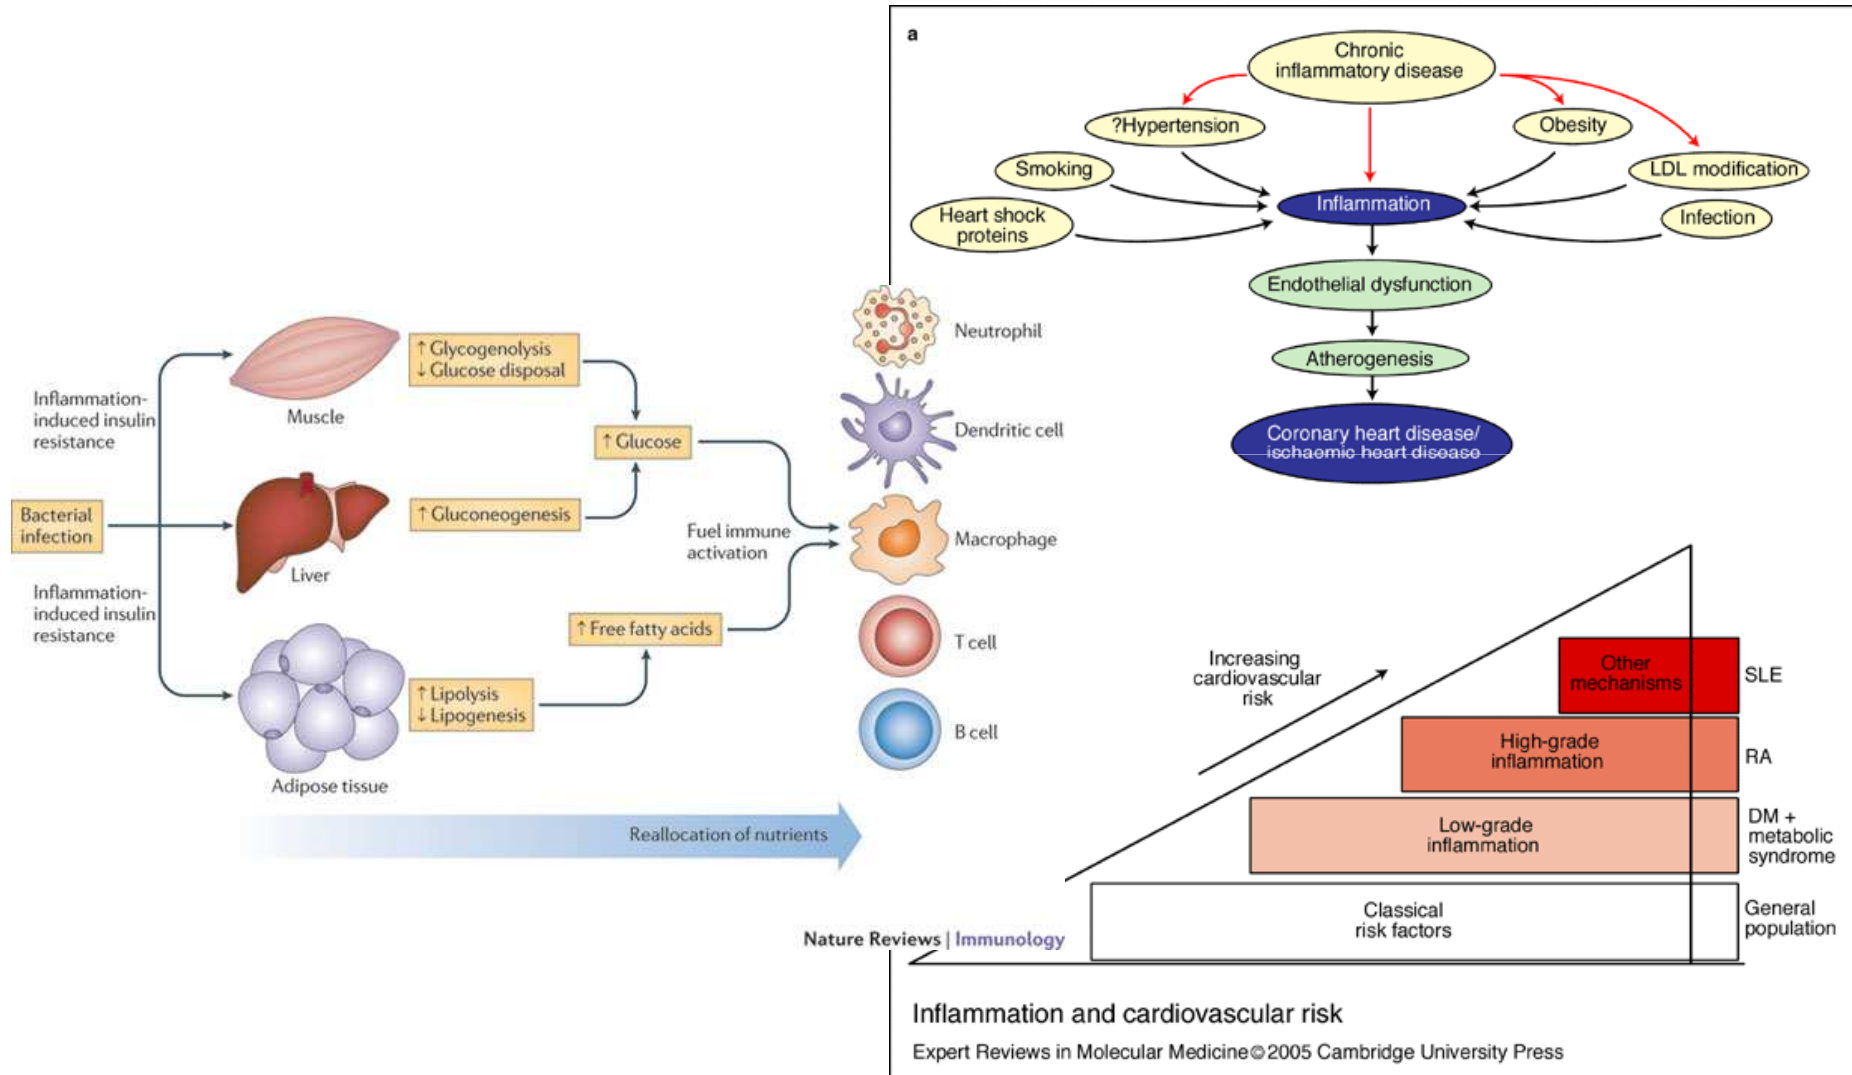 Bacterial
infection
Inflammation-
induced insulin
resistance
Inflammation-
induced insulin
resistance
Muscle
Liver
Adipose tissue
↑ Glycogenolysis
↓ Glucose disposal
↑ Gluconeogenesis
↑ Lipolysis
↓ Lipogenesis
↑ Glucose
↑ Free fatty acids
Fuel immune
activation
Neutrophil
Dendritic cell
Macrophage
T cell
B cell
Reallocation of nutrients
Nature Reviews | Immunology
a
Chronic
inflammatory disease
?Hypertension
Obesity
Smoking
LDL modification
Heart shock
proteins
Inflammation
Infection
Endothelial dysfunction
Atherogenesis
Coronary heart disease/
ischaemic heart disease
Increasing
cardiovascular
risk
Other
mechanisms
SLE
High-grade
inflammation
RA
Low-grade
inflammation
DM +
metabolic
syndrome
Classical
risk factors
General
population
Inflammation and cardiovascular risk
Expert Reviews in Molecular Medicine©2005 Cambridge University Press